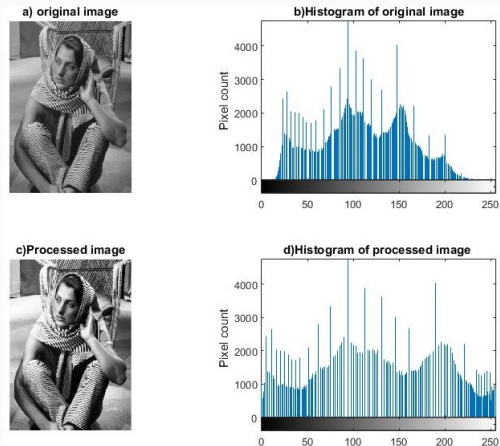 a) original image
b)Histogram of original image
Pixel count
4000
3000
2000
1000
0
0 50 100 150 200 250
c)Processed image
d)Histogram of processed image
Pixel count
4000
3000
2000
1000
0
0 50 100 150 200 250